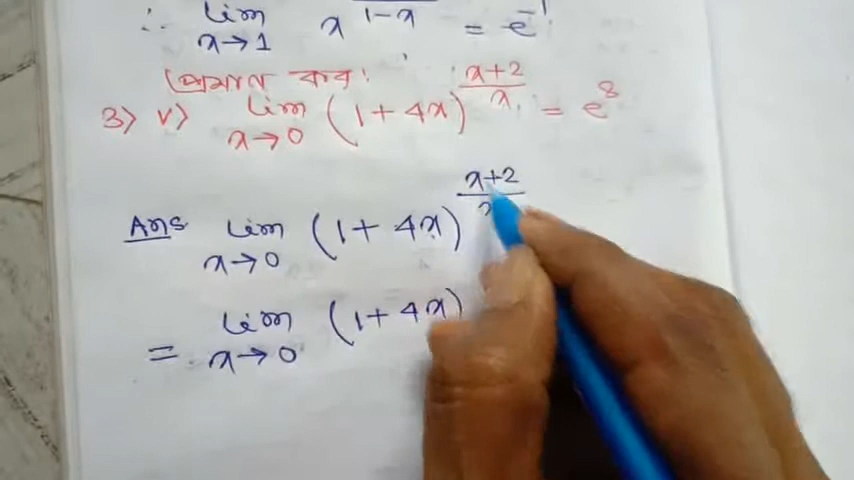 ∴ lim x→1 x^(1-x) = e^-1
প্রমাণ কর:
3) v) lim x→0 (1+4x)^((x+2)/x) = e^8
Ans lim x→0 (1+4x)^((x+2)/x)
= lim x→0 (1+4x)